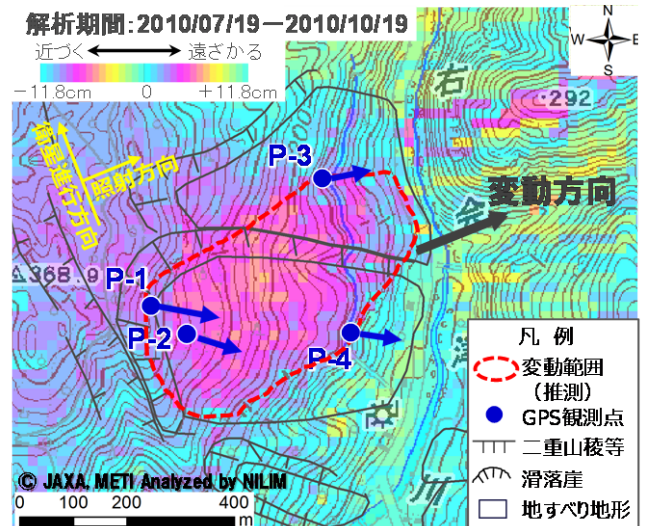 解析期間:2010/07/19－2010/10/19
近づく 遠ざかる
－11.8cm 0 +11.8cm
N
W E
S
右
292
衛星進行方向
照射方向
P-3
変動方向
368.9
P-1
P-2
P-4
川
凡 例
変動範囲
(推測)
GPS観測点
二重山稜等
滑落崖
地すべり地形
© JAXA, METI Analyzed by NILIM
0 100 200 400
m